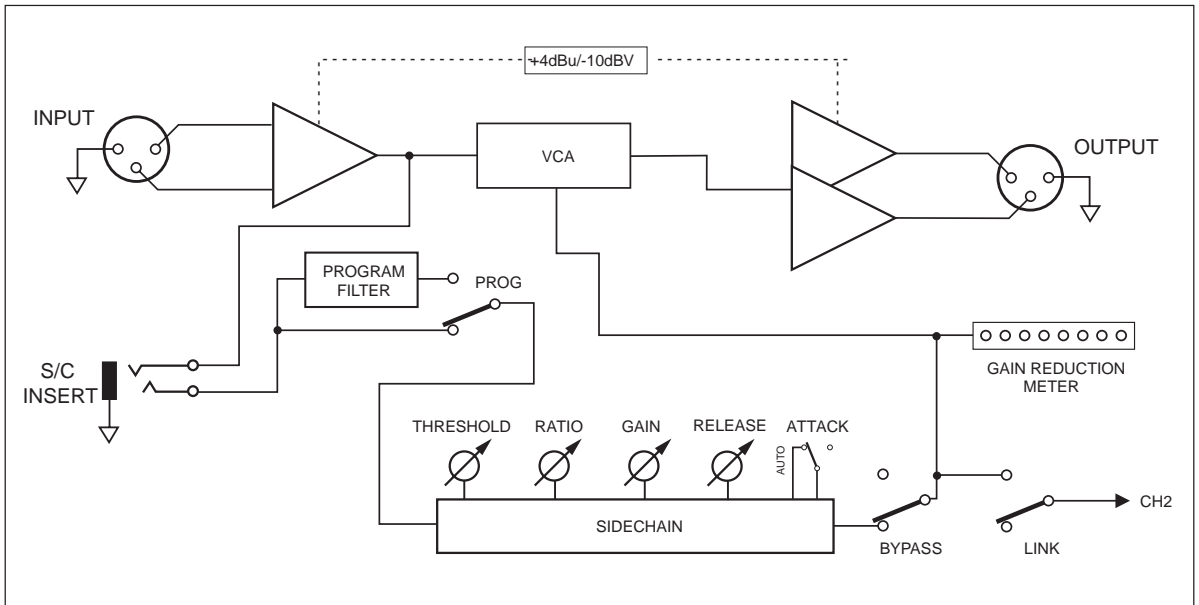 +4dBu/-10dBV
INPUT
VCA
OUTPUT
PROGRAM
FILTER
PROG
S/C
INSERT
GAIN REDUCTION
METER
THRESHOLD
RATIO
GAIN
RELEASE
ATTACK
AUTO
SIDECHAIN
BYPASS
LINK
CH2